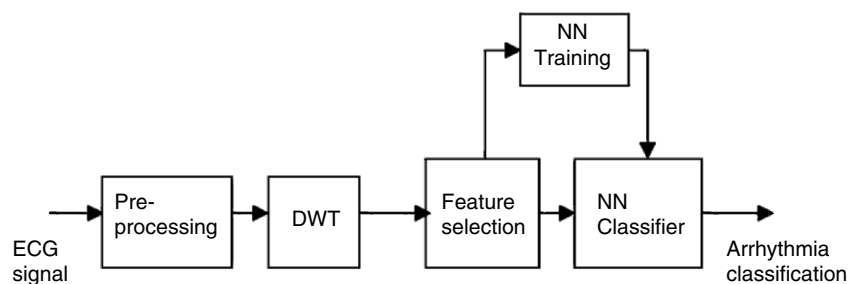 NN
Training
Pre-
processing
DWT
Feature
selection
NN
Classifier
ECG
signal
Arrhythmia
classification